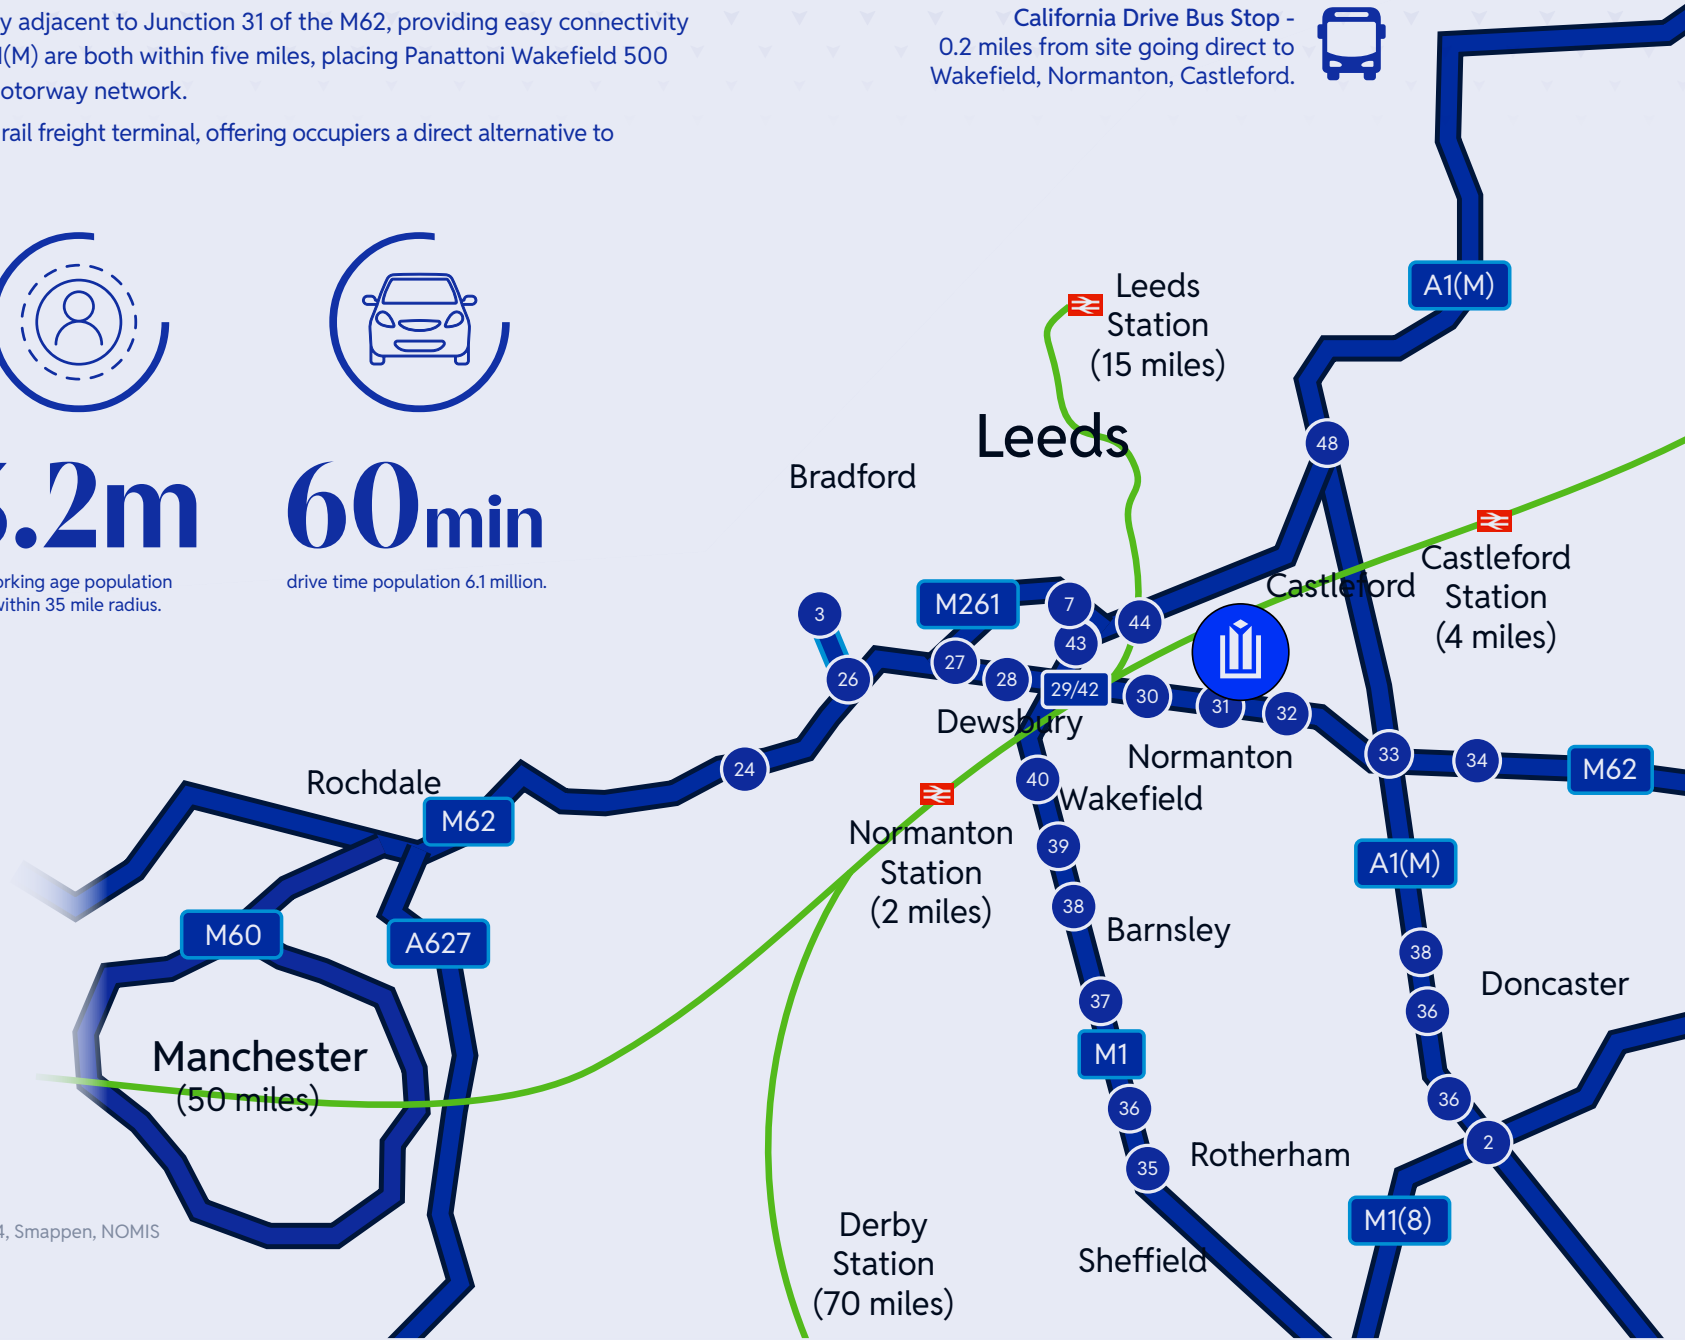 adjacent to Junction 31 of the M62, providing easy connectivity
are both within five miles, placing Panattoni Wakefield 500
network.
rail freight terminal, offering occupiers a direct alternative to
California Drive Bus Stop -
0.2 miles from site going direct to
Wakefield, Normanton, Castleford.
.2m
working age population
within 35 mile radius.
60min
drive time population 6.1 million.
A1(M)
Leeds
Station
(15 miles)
Leeds
Bradford
48
Castleford
Station
(4 miles)
Castleford
M261
7
3
44
43
27
28
26
29/42
30
31
32
Dewsbury
Normanton
33
34
M62
24
Rochdale
M62
40
Wakefield
Normanton
Station
(2 miles)
39
A1(M)
38
Barnsley
M60
A627
38
Doncaster
37
36
M1
Manchester
(50 miles)
36
36
35
Rotherham
2
M1(8)
Derby
Station
(70 miles)
Sheffield
Smappen, NOMIS